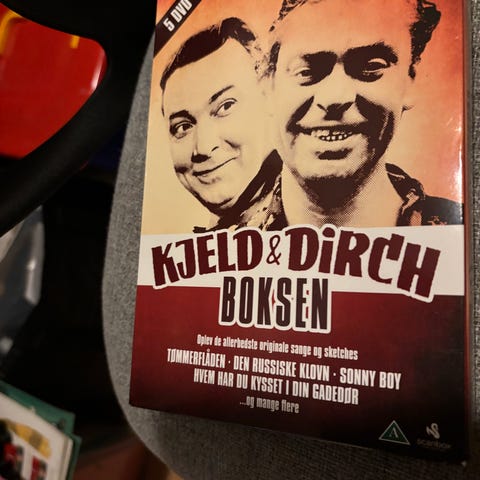 5 DVD
KJELD & DIRCH
BOKSEN
Oplev de allerbedste originale sange og sketches
TØMMERFLÅDEN · DEN RUSSISKE KLOVN · SONNY BOY
HVEM HAR DU KYSSET I DIN GADEDØR
...og mange flere
A
scanbox